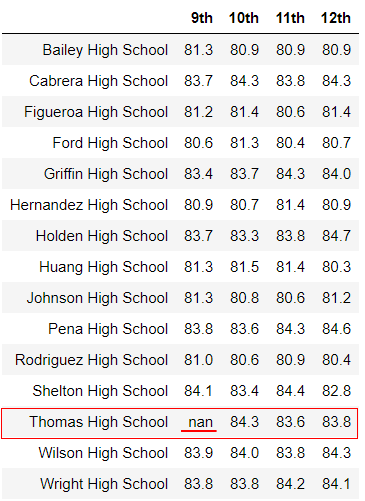 9th 10th 11th 12th
Bailey High School 81.3 80.9 80.9 80.9
Cabrera High School 83.7 84.3 83.8 84.3
Figueroa High School 81.2 81.4 80.6 81.4
Ford High School 80.6 81.3 80.4 80.7
Griffin High School 83.4 83.7 84.3 84.0
Hernandez High School 80.9 80.7 81.4 80.9
Holden High School 83.7 83.3 83.8 84.7
Huang High School 81.3 81.5 81.4 80.3
Johnson High School 81.3 80.8 80.6 81.2
Pena High School 83.8 83.6 84.3 84.6
Rodriguez High School 81.0 80.6 80.9 80.4
Shelton High School 84.1 83.4 84.4 82.8
Thomas High School nan 84.3 83.6 83.8
Wilson High School 83.9 84.0 83.8 84.3
Wright High School 83.8 83.8 84.2 84.1